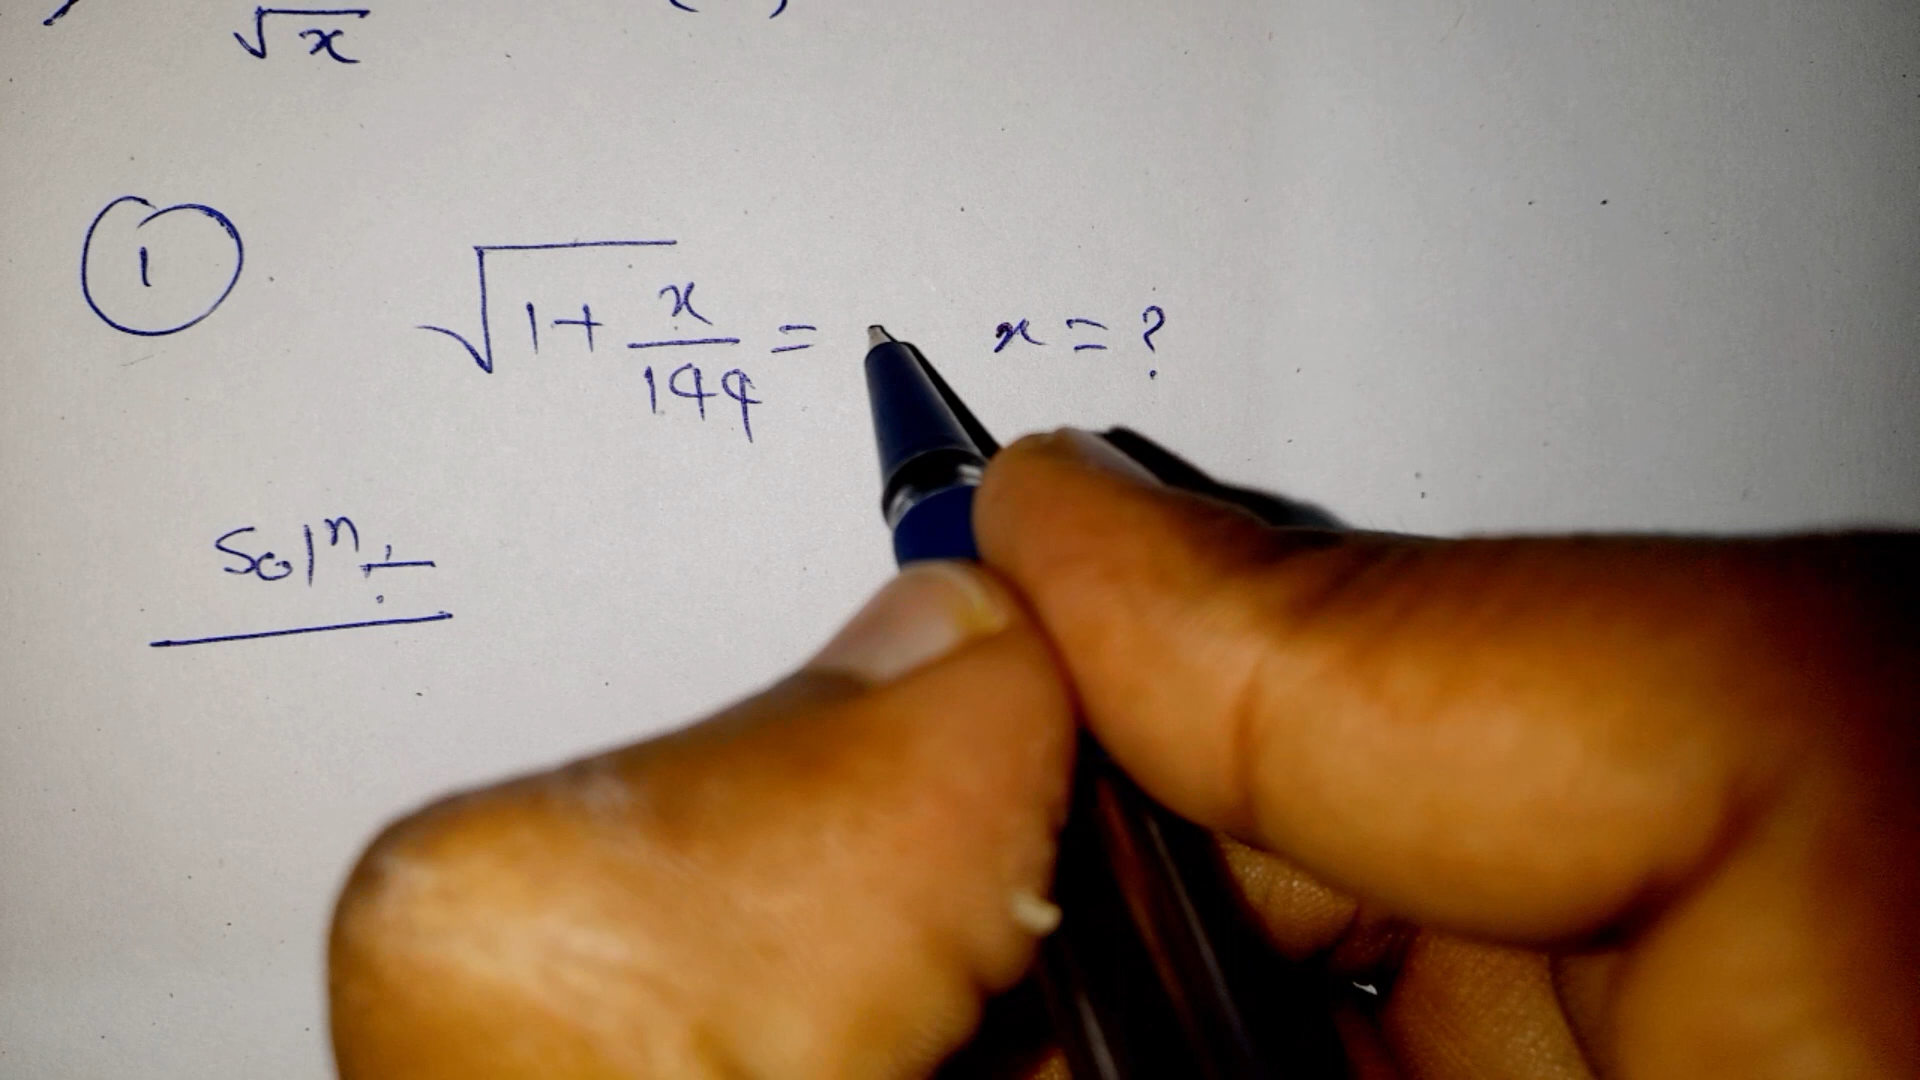 √x
( )
1
√1+x/144 = x = ?
Solⁿ:-